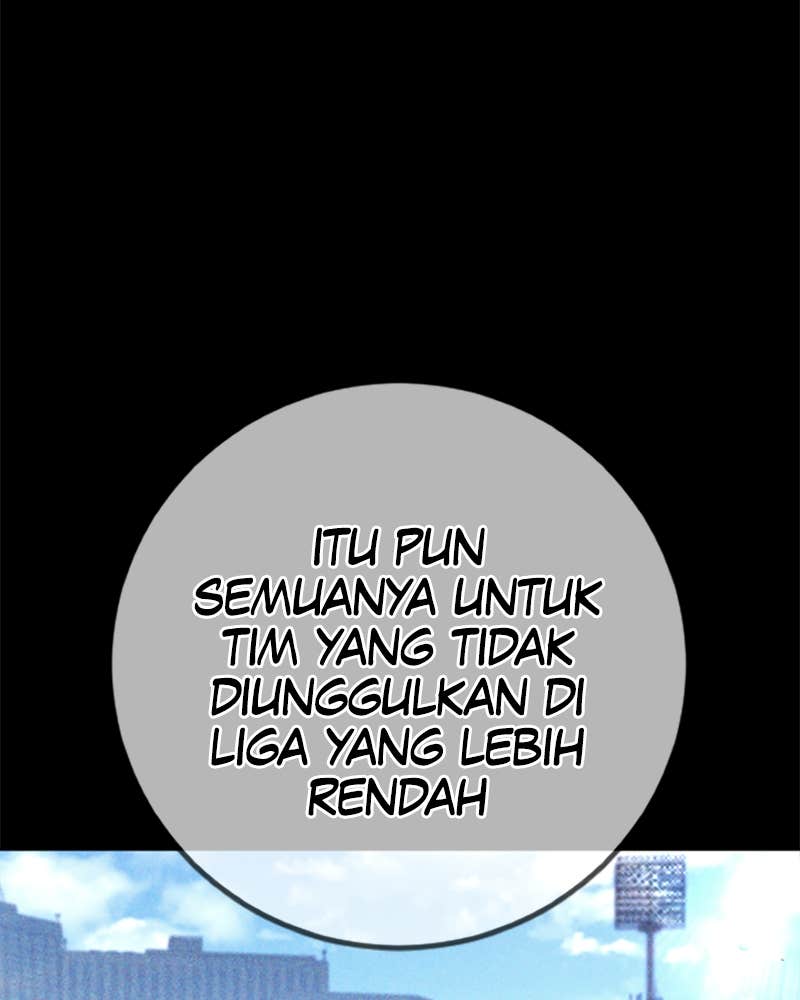 ITU PUN
SEMUANYA UNTUK
TIM YANG TIDAK
DIUNGGULKAN DI
LIGA YANG LEBIH
RENDAH